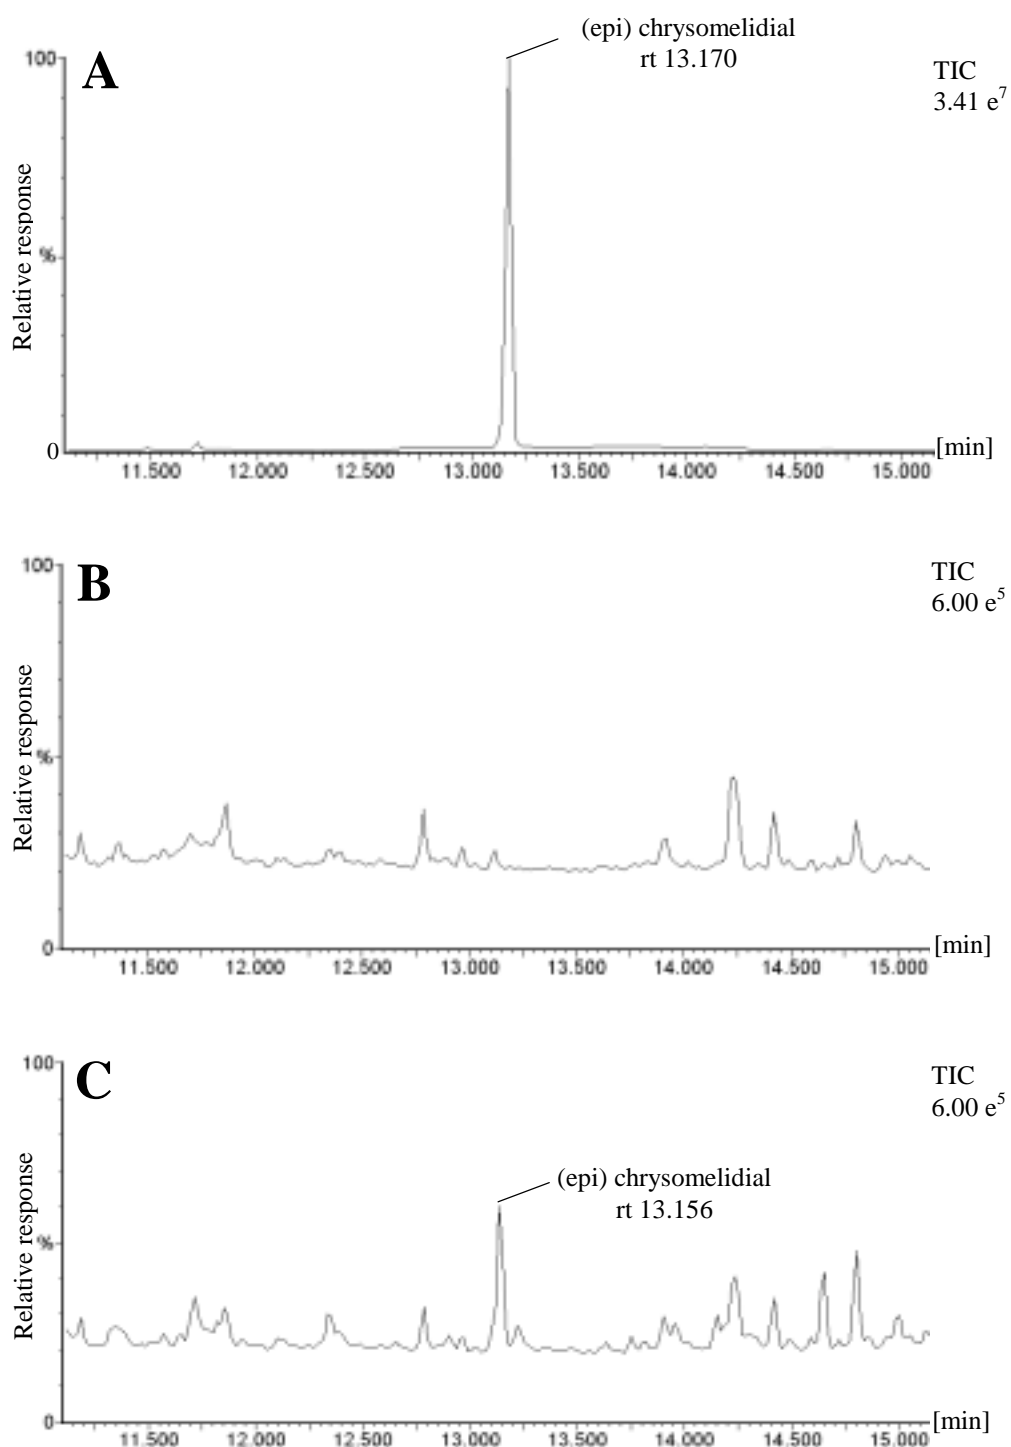 (epi) chrysomelidial
rt 13.170
100
A
TIC
3.41 e7
Relative response
%
0
[min]
11.500 12.000 12.500 13.000 13.500 14.000 14.500 15.000
100
B
TIC
6.00 e5
Relative response
%
0
[min]
11.500 12.000 12.500 13.000 13.500 14.000 14.500 15.000
100
C
TIC
6.00 e5
(epi) chrysomelidial
rt 13.156
Relative response
%
0
[min]
11.500 12.000 12.500 13.000 13.500 14.000 14.500 15.000